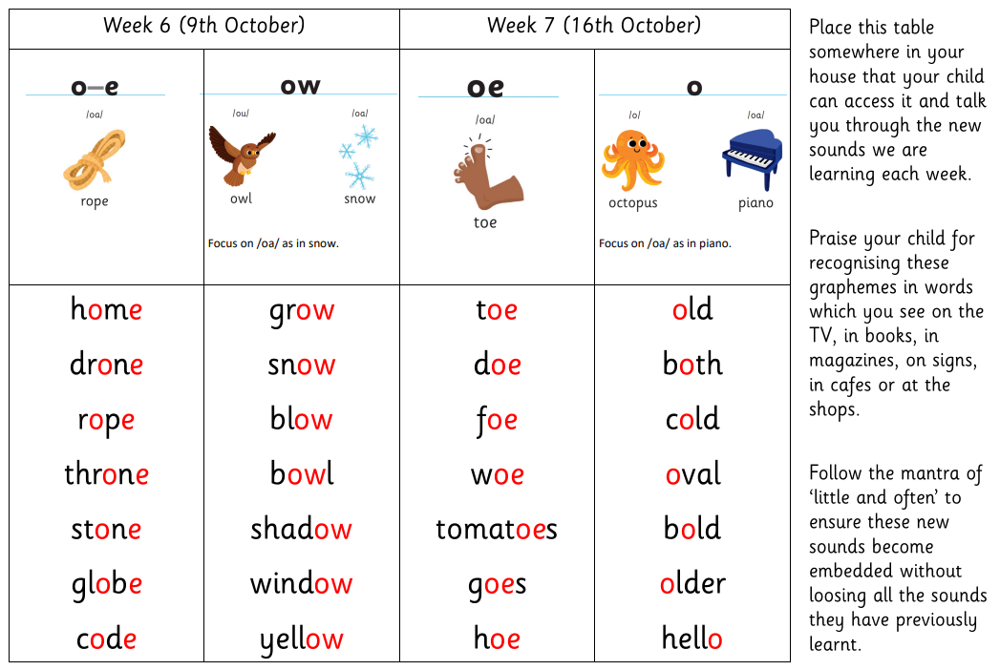 Week 6 (9th October)
Week 7 (16th October)
o–e
/oa/
rope
ow
/ou/
owl
/oa/
snow
Focus on /oa/ as in snow.
oe
/oa/
toe
o
/o/
octopus
/oa/
piano
Focus on /oa/ as in piano.
home
drone
rope
throne
stone
globe
code
grow
snow
blow
bowl
shadow
window
yellow
toe
doe
foe
woe
tomatoes
goes
hoe
old
both
cold
oval
bold
older
hello
Place this table
somewhere in your
house that your child
can access it and talk
you through the new
sounds we are
learning each week.
Praise your child for
recognising these
graphemes in words
which you see on the
TV, in books, in
magazines, on signs,
in cafes or at the
shops.
Follow the mantra of
‘little and often’ to
ensure these new
sounds become
embedded without
loosing all the sounds
they have previously
learnt.